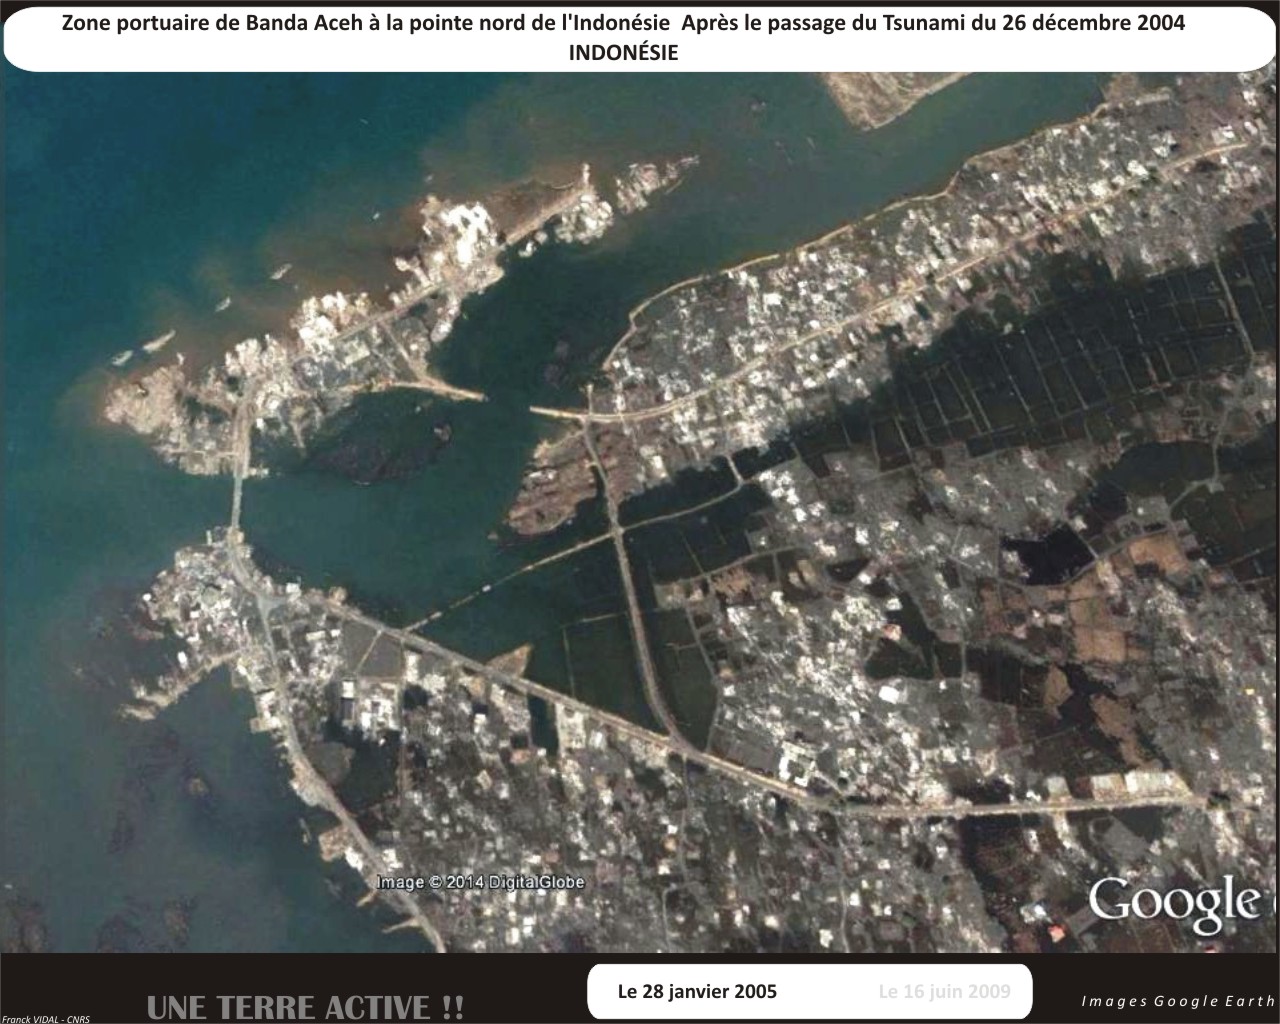 Zone portuaire de Banda Aceh à la pointe nord de l'Indonésie  Après le passage du Tsunami du 26 décembre 2004
INDONÉSIE
Image © 2014 DigitalGlobe
Google
Le 28 janvier 2005
Le 16 juin 2009
UNE TERRE ACTIVE !!
Images Google Earth
Franck VIDAL - CNRS